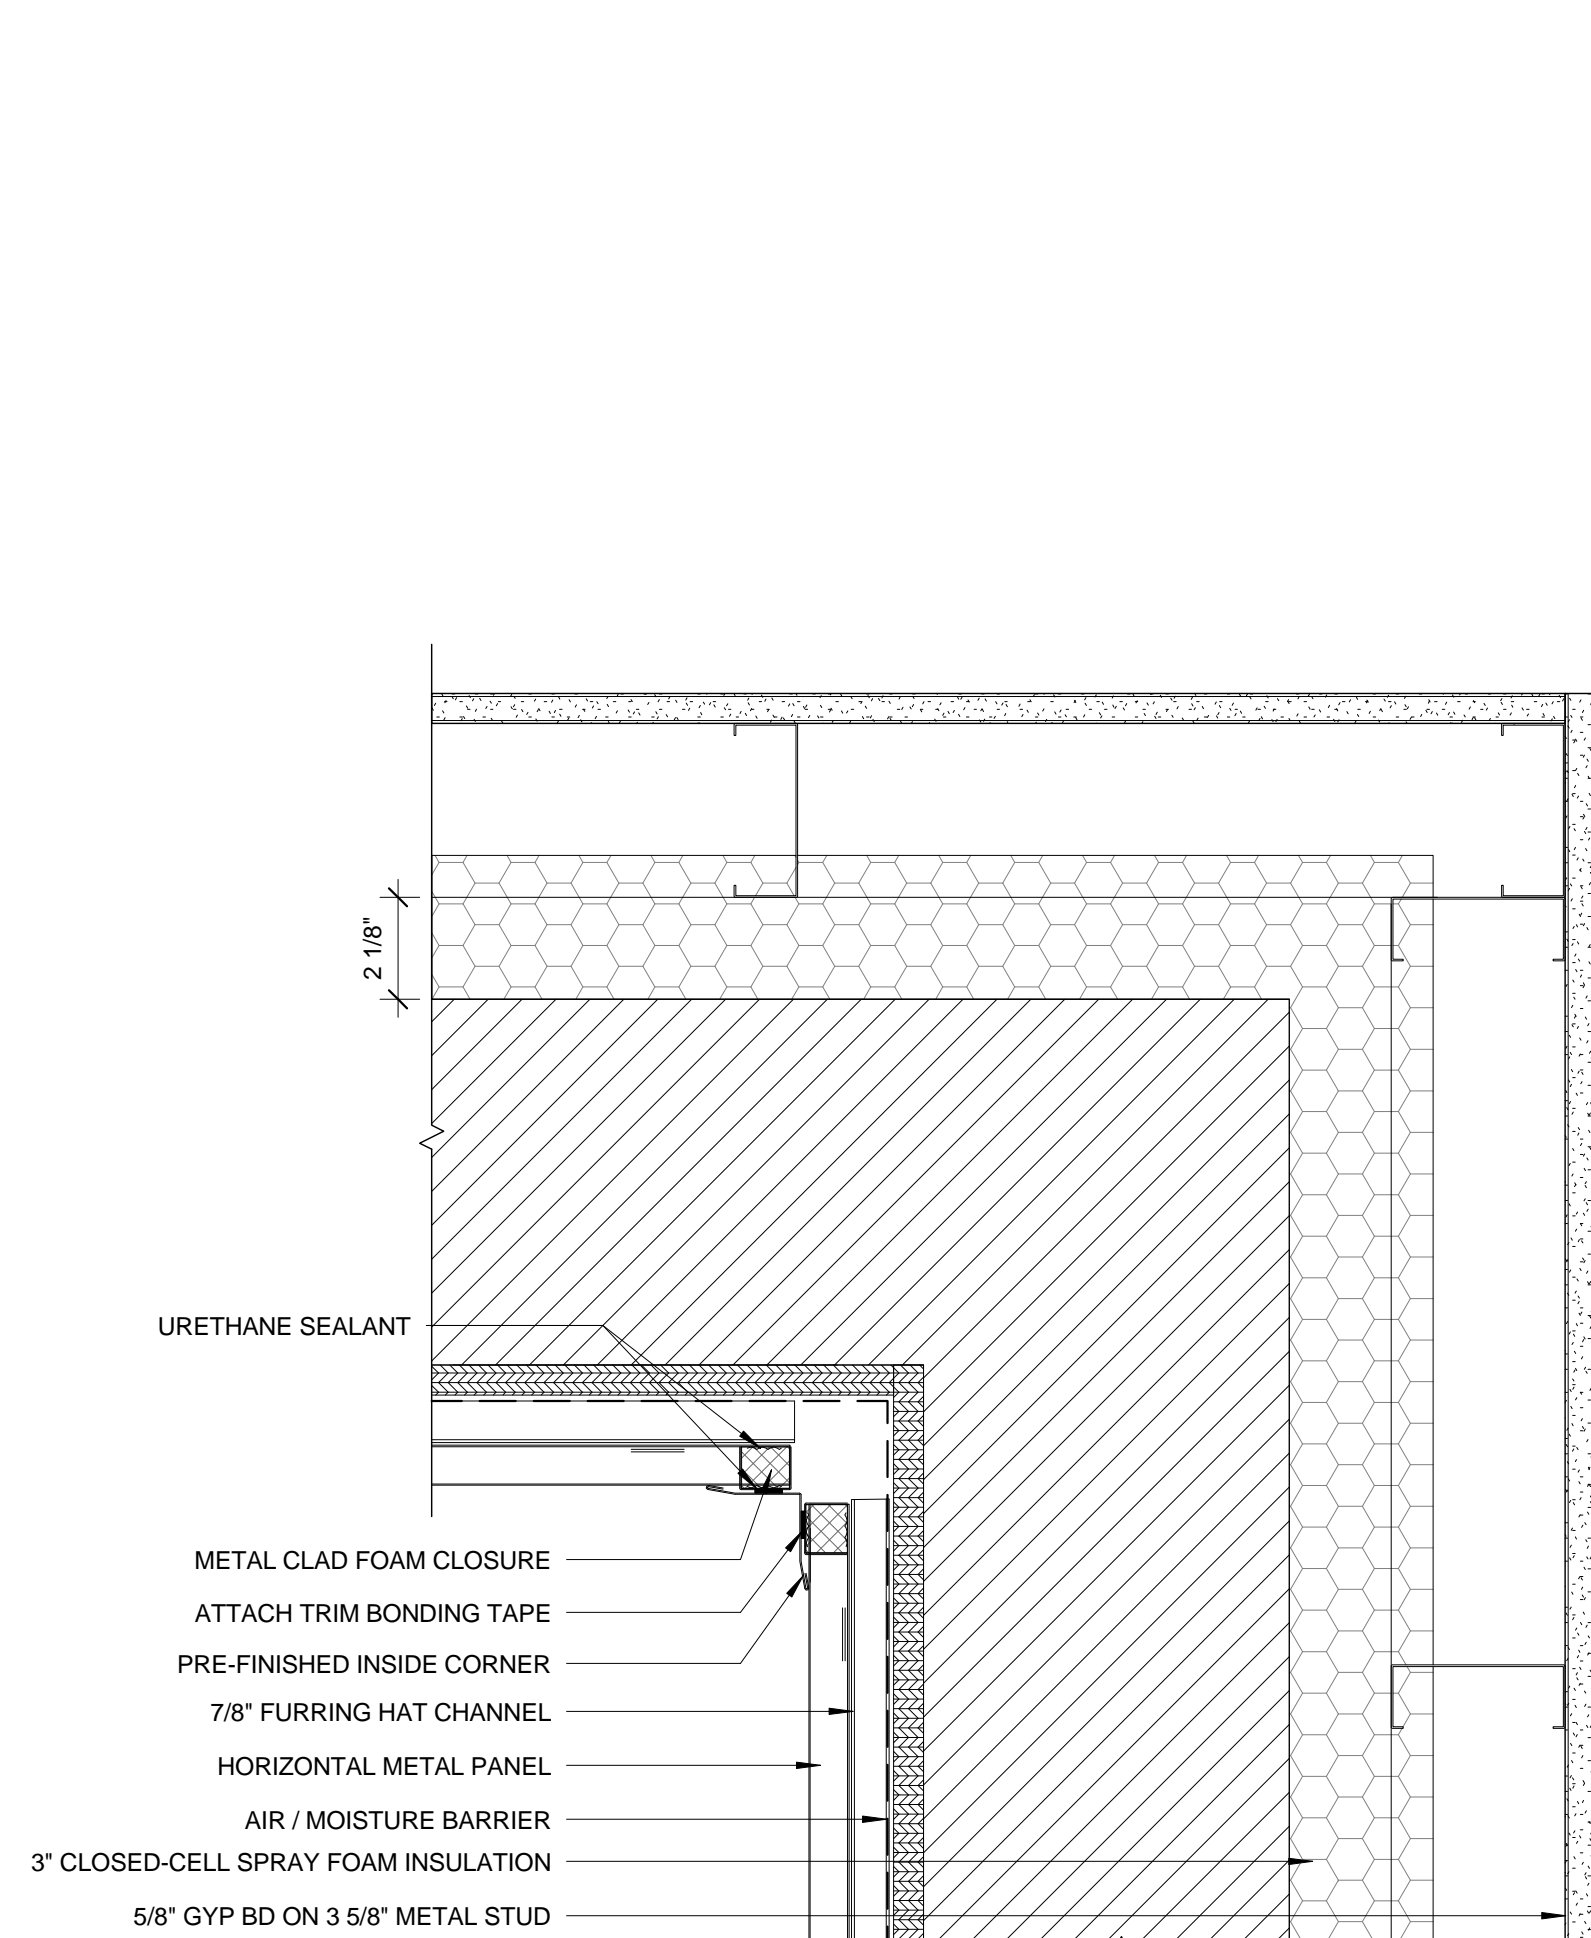 2 1/8"
URETHANE SEALANT
METAL CLAD FOAM CLOSURE
ATTACH TRIM BONDING TAPE
PRE-FINISHED INSIDE CORNER
7/8" FURRING HAT CHANNEL
HORIZONTAL METAL PANEL
AIR / MOISTURE BARRIER
3" CLOSED-CELL SPRAY FOAM INSULATION
5/8" GYP BD ON 3 5/8" METAL STUD